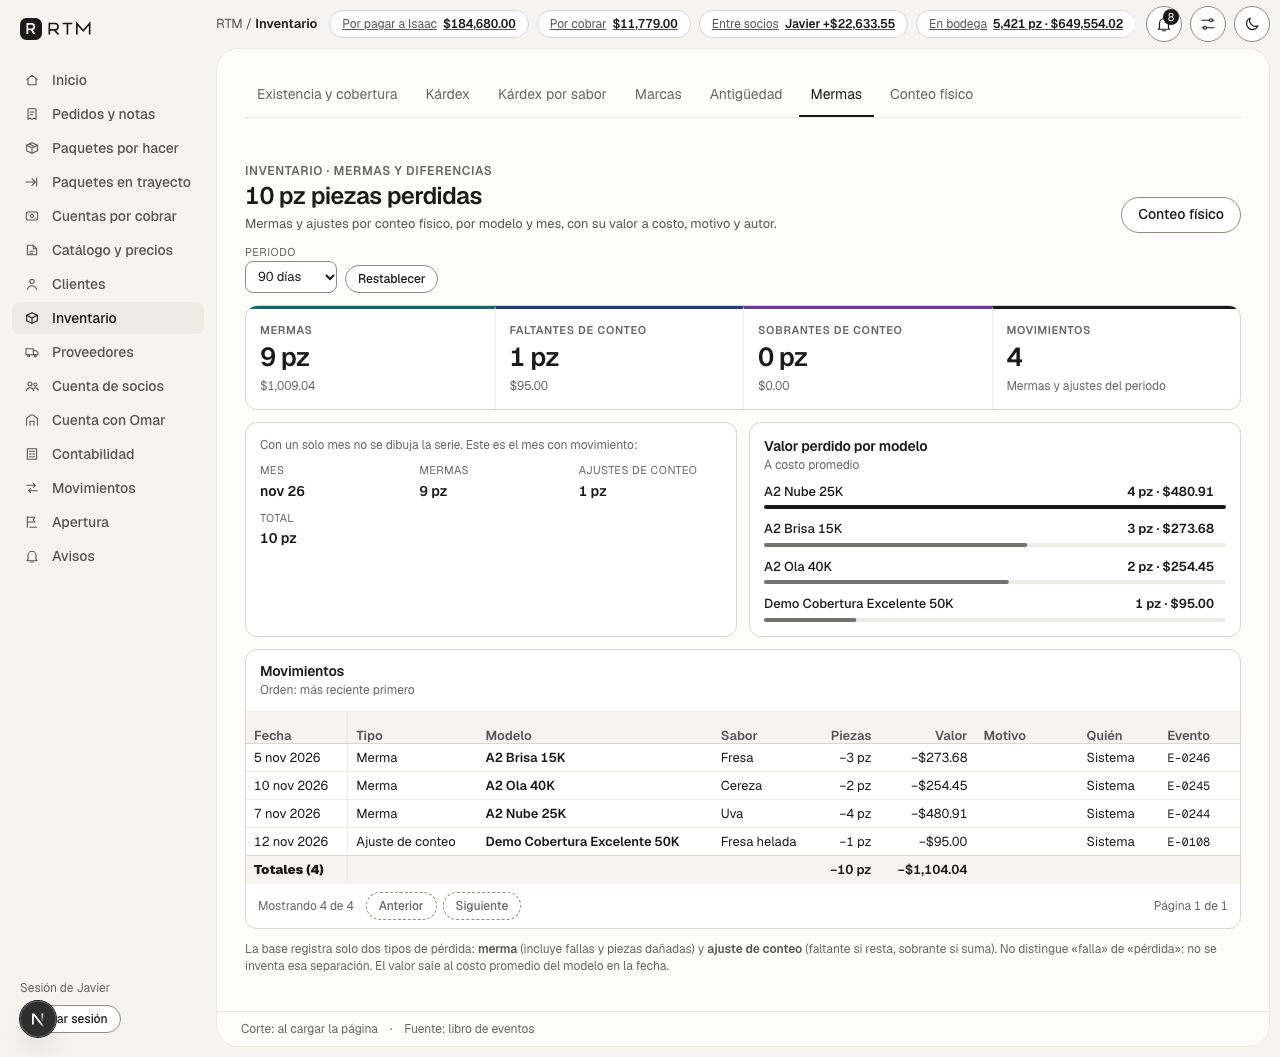 R RTM
RTM / Inventario
Por pagar a Isaac $184,680.00
Por cobrar $11,779.00
Entre socios Javier +$22,633.55
En bodega 5,421 pz · $649,554.02
8
Inicio
Pedidos y notas
Paquetes por hacer
Paquetes en trayecto
Cuentas por cobrar
Catálogo y precios
Clientes
Inventario
Proveedores
Cuenta de socios
Cuenta con Omar
Contabilidad
Movimientos
Apertura
Avisos
Sesión de Javier
N ar sesión
Existencia y cobertura Kárdex Kárdex por sabor Marcas Antigüedad Mermas Conteo físico
INVENTARIO · MERMAS Y DIFERENCIAS
10 pz piezas perdidas
Mermas y ajustes por conteo físico, por modelo y mes, con su valor a costo, motivo y autor.
Conteo físico
PERIODO
90 días Restablecer
MERMAS
9 pz
$1,009.04
FALTANTES DE CONTEO
1 pz
$95.00
SOBRANTES DE CONTEO
0 pz
$0.00
MOVIMIENTOS
4
Mermas y ajustes del periodo
Con un solo mes no se dibuja la serie. Este es el mes con movimiento:
MES MERMAS AJUSTES DE CONTEO
nov 26 9 pz 1 pz
TOTAL
10 pz
Valor perdido por modelo
A costo promedio
A2 Nube 25K 4 pz · $480.91
A2 Brisa 15K 3 pz · $273.68
A2 Ola 40K 2 pz · $254.45
Demo Cobertura Excelente 50K 1 pz · $95.00
Movimientos
Orden: más reciente primero
Fecha Tipo Modelo Sabor Piezas Valor Motivo Quién Evento
5 nov 2026 Merma A2 Brisa 15K Fresa −3 pz −$273.68 Sistema E-0246
10 nov 2026 Merma A2 Ola 40K Cereza −2 pz −$254.45 Sistema E-0245
7 nov 2026 Merma A2 Nube 25K Uva −4 pz −$480.91 Sistema E-0244
12 nov 2026 Ajuste de conteo Demo Cobertura Excelente 50K Fresa helada −1 pz −$95.00 Sistema E-0108
Totales (4) −10 pz −$1,104.04
Mostrando 4 de 4 Anterior Siguiente Página 1 de 1
La base registra solo dos tipos de pérdida: merma (incluye fallas y piezas dañadas) y ajuste de conteo (faltante si resta, sobrante si suma). No distingue «falla» de «pérdida»: no se
inventa esa separación. El valor sale al costo promedio del modelo en la fecha.
Corte: al cargar la página · Fuente: libro de eventos